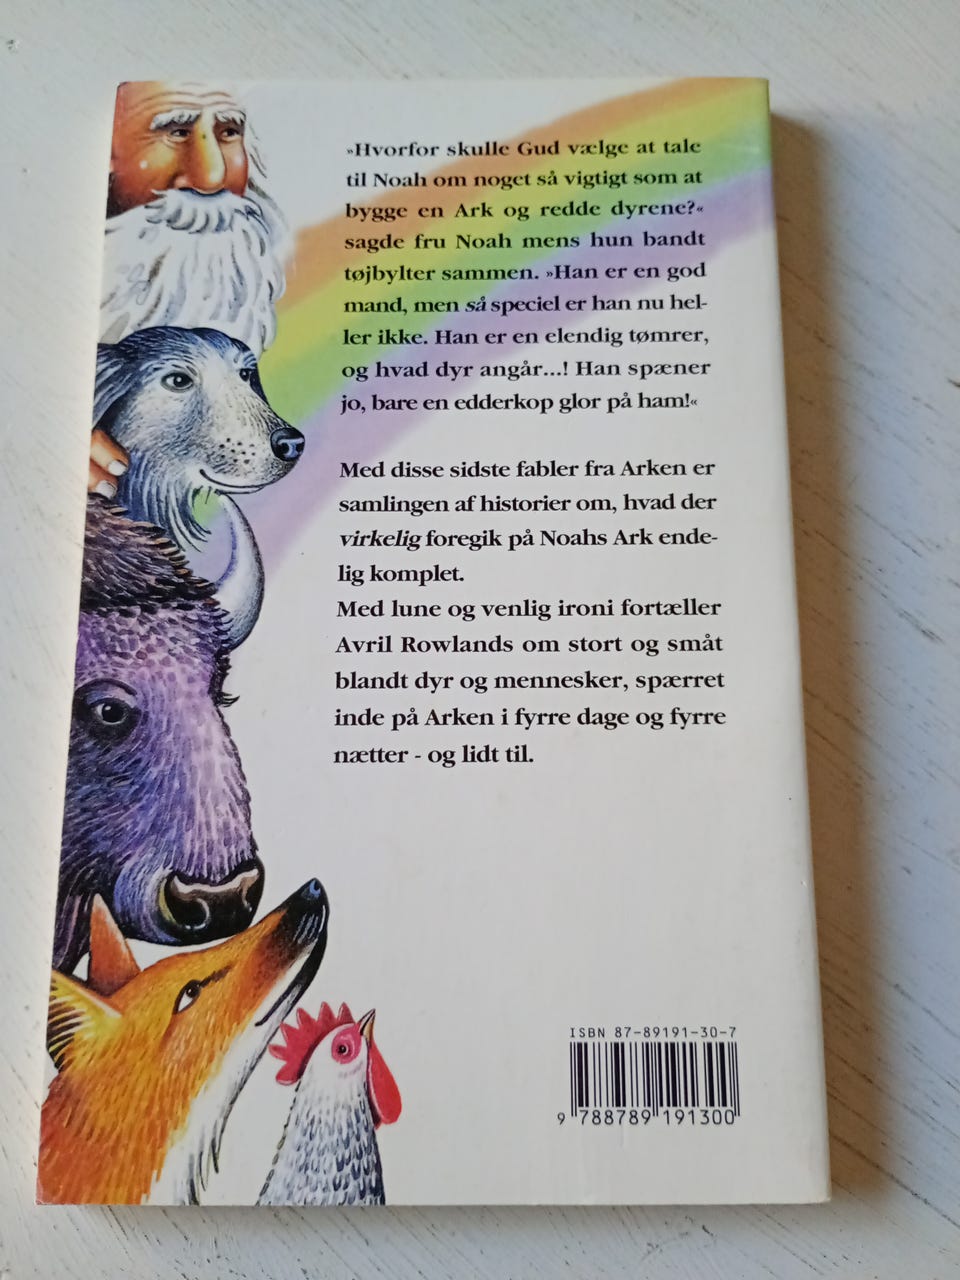 »Hvorfor skulle Gud vælge at tale
til Noah om noget så vigtigt som at
bygge en Ark og redde dyrene?«
sagde fru Noah mens hun bandt
tøjbylter sammen. »Han er en god
mand, men så speciel er han nu hel-
ler ikke. Han er en elendig tømrer,
og hvad dyr angår...! Han spæner
jo, bare en edderkop glor på ham!«
Med disse sidste fabler fra Arken er
samlingen af historier om, hvad der
virkelig foregik på Noahs Ark ende-
lig komplet.
Med lune og venlig ironi fortæller
Avril Rowlands om stort og småt
blandt dyr og mennesker, spærret
inde på Arken i fyrre dage og fyrre
nætter - og lidt til.
ISBN 87-89191-30-7
9 788789 191300